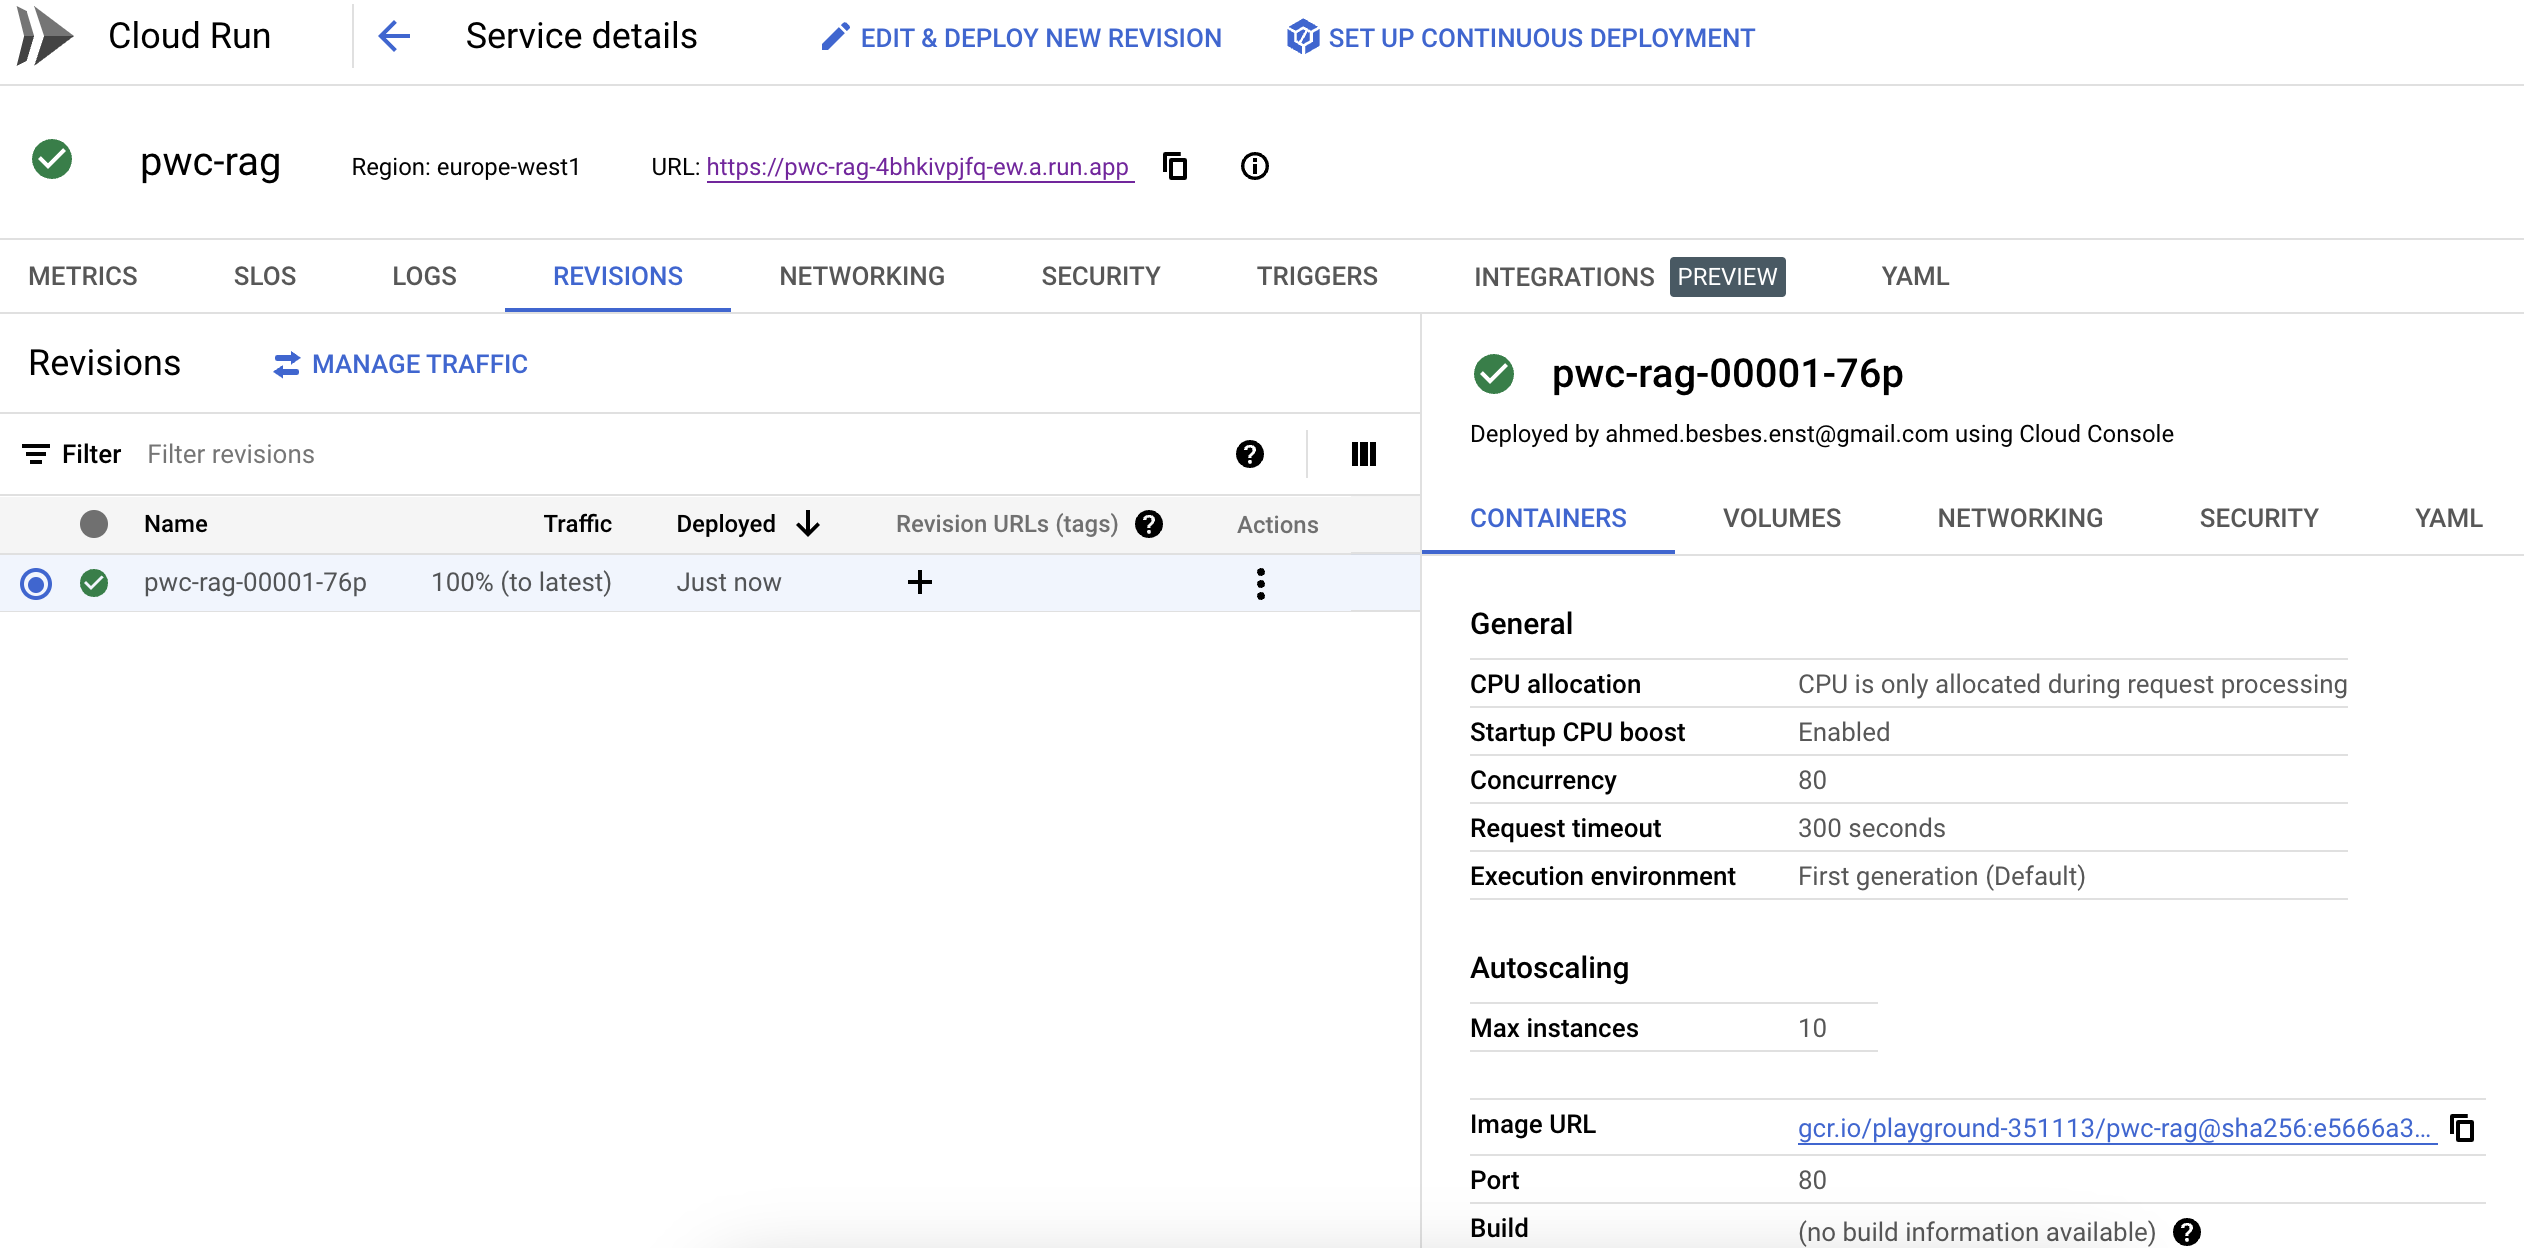 Cloud Run
Service details
EDIT & DEPLOY NEW REVISION
SET UP CONTINUOUS DEPLOYMENT
pwc-rag
Region: europe-west1
URL: https://pwc-rag-4bhkivpjfq-ew.a.run.app
METRICS
SLOS
LOGS
REVISIONS
NETWORKING
SECURITY
TRIGGERS
INTEGRATIONS PREVIEW
YAML
Revisions
MANAGE TRAFFIC
Filter Filter revisions
Name Traffic Deployed Revision URLs (tags) Actions
pwc-rag-00001-76p 100% (to latest) Just now
pwc-rag-00001-76p
Deployed by ahmed.besbes.enst@gmail.com using Cloud Console
CONTAINERS
VOLUMES
NETWORKING
SECURITY
YAML
General
CPU allocation CPU is only allocated during request processing
Startup CPU boost Enabled
Concurrency 80
Request timeout 300 seconds
Execution environment First generation (Default)
Autoscaling
Max instances 10
Image URL gcr.io/playground-351113/pwc-rag@sha256:e5666a3...
Port 80
Build (no build information available)